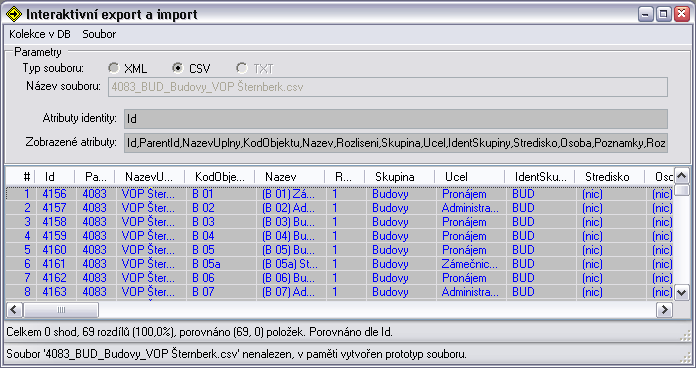 Interaktivní export a import
Kolekce v DB Soubor
Parametry
Typ souboru: XML CSV TXT
Název souboru: 4083_BUD_Budovy_VOP Šternberk.csv
Atributy identity: Id
Zobrazené atributy: Id,ParentId,NazevUplny,KodObjektu,Nazev,Rozliseni,Skupina,Ucel,IdentSkupiny,Stredisko,Osoba,Poznamky,Roz
# Id Pa... NazevU... KodObje... Nazev R... Skupina Ucel IdentSku... Stredisko Osc
1 4156 4083 VOP Šter... B 01 (B 01) Zá... 1 Budovy Pronájem BUD (nic) (nic)
2 4157 4083 VOP Šter... B 02 (B 02) Ad... 1 Budovy Administra... BUD (nic) (nic)
3 4158 4083 VOP Šter... B 03 (B 03) Bu... 1 Budovy Pronájem BUD (nic) (nic)
4 4159 4083 VOP Šter... B 04 (B 04) Bu... 1 Budovy Pronájem BUD (nic) (nic)
5 4160 4083 VOP Šter... B 05 (B 05) Bu... 1 Budovy Pronájem BUD (nic) (nic)
6 4161 4083 VOP Šter... B 05a (B 05a) St... 1 Budovy Zámečnic... BUD (nic) (nic)
7 4162 4083 VOP Šter... B 06 (B 06) Bu... 1 Budovy Pronájem BUD (nic) (nic)
8 4163 4083 VOP Šter... B 07 (B 07) Ad... 1 Budovy Administra... BUD (nic) (nic)
Celkem 0 shod, 69 rozdílů (100,0%), porovnáno (69, 0) položek. Porovnáno dle Id.
Soubor '4083_BUD_Budovy_VOP Šternberk.csv' nenalezen, v paměti vytvořen prototyp souboru.